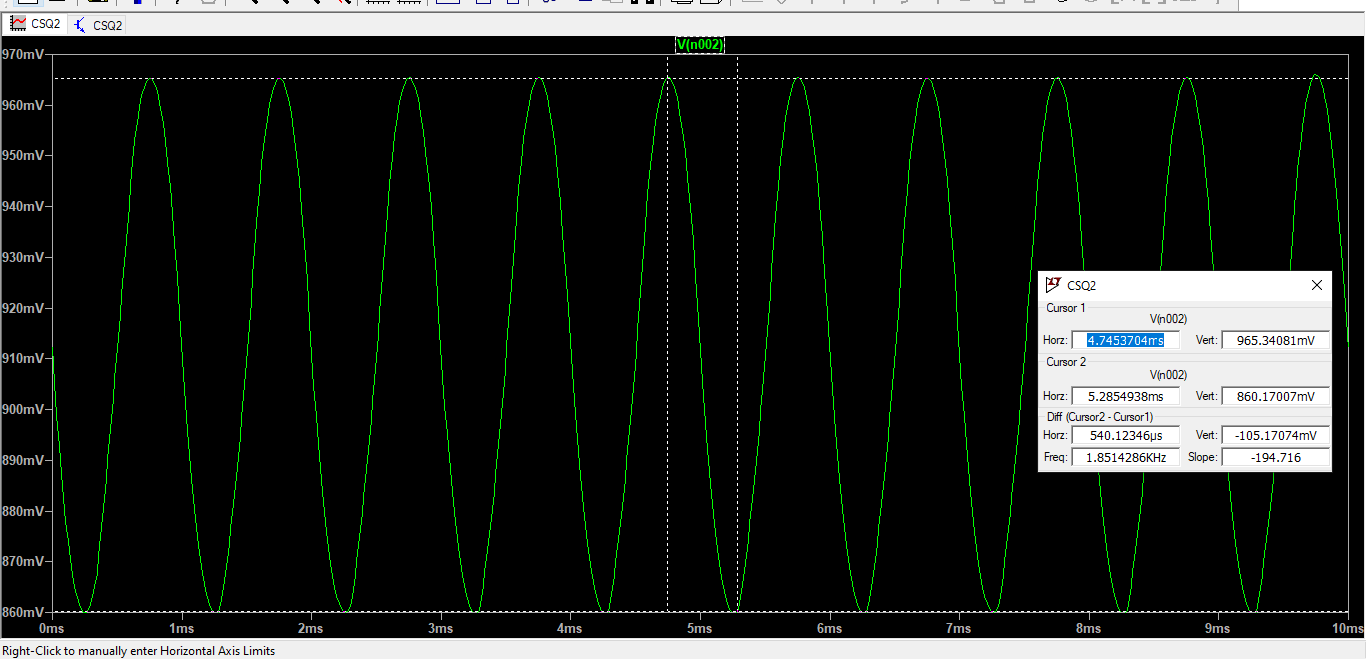 CSQ2 CSQ2
V(n002)
970mV
960mV
950mV
940mV
930mV
920mV
910mV
900mV
890mV
880mV
870mV
860mV
0ms 1ms 2ms 3ms 4ms 5ms 6ms 7ms 8ms 9ms 10ms
CSQ2
Cursor 1
V(n002)
Horz: 4.7453704ms Vert: 965.34081mV
Cursor 2
V(n002)
Horz: 5.2854938ms Vert: 860.17007mV
Diff (Cursor2 - Cursor1)
Horz: 540.12346µs Vert: -105.17074mV
Freq: 1.8514286KHz Slope: -194.716
Right-Click to manually enter Horizontal Axis Limits